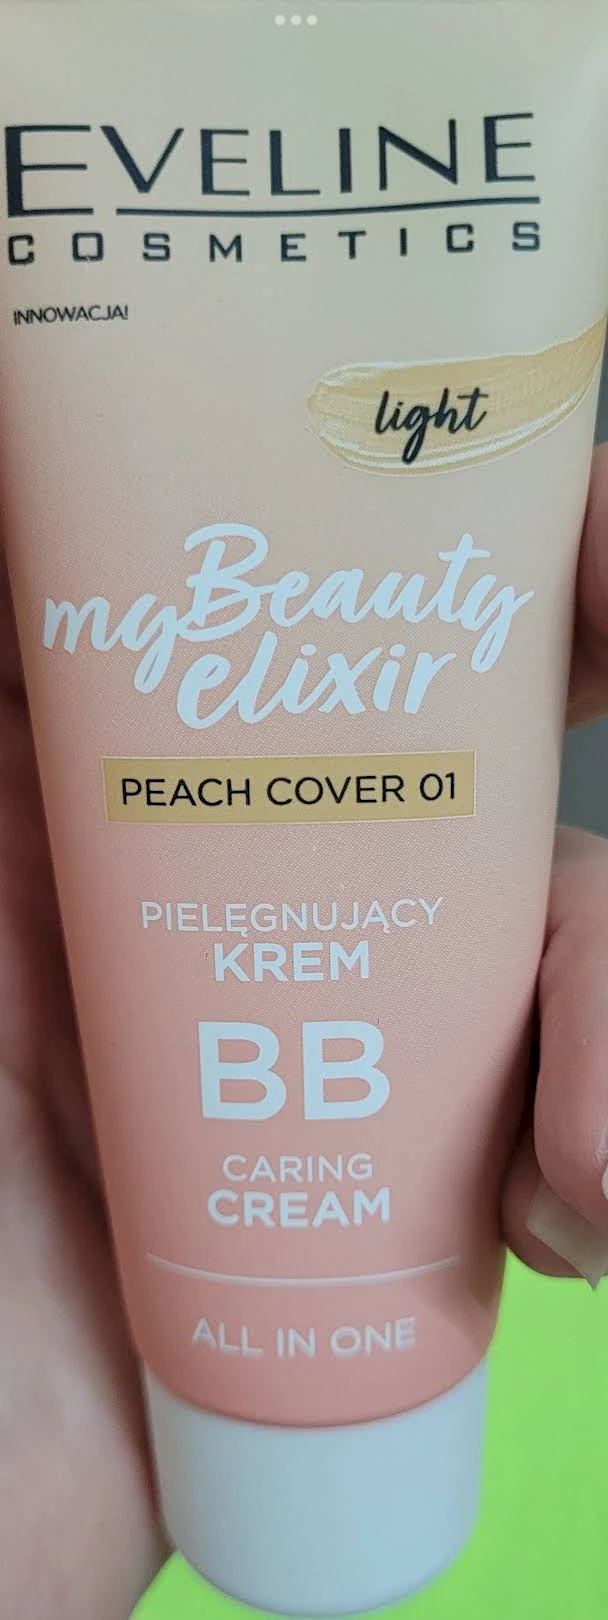 EVELINE
COSMETICS
INNOWACJA!
light
myBeauty
elixir
PEACH COVER 01
PIELĘGNUJĄCY
KREM
BB
CARING
CREAM
ALL IN ONE